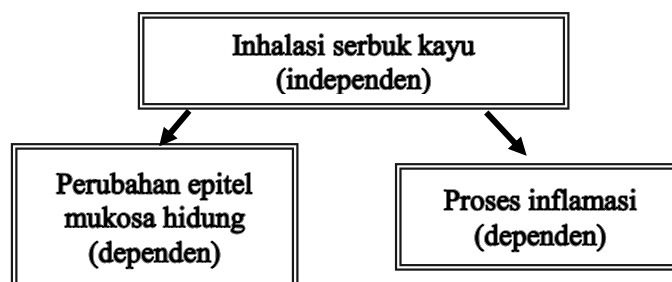 Inhalasi serbuk kayu
(independen)
Perubahan epitel
mukosa hidung
(dependen)
Proses inflamasi
(dependen)